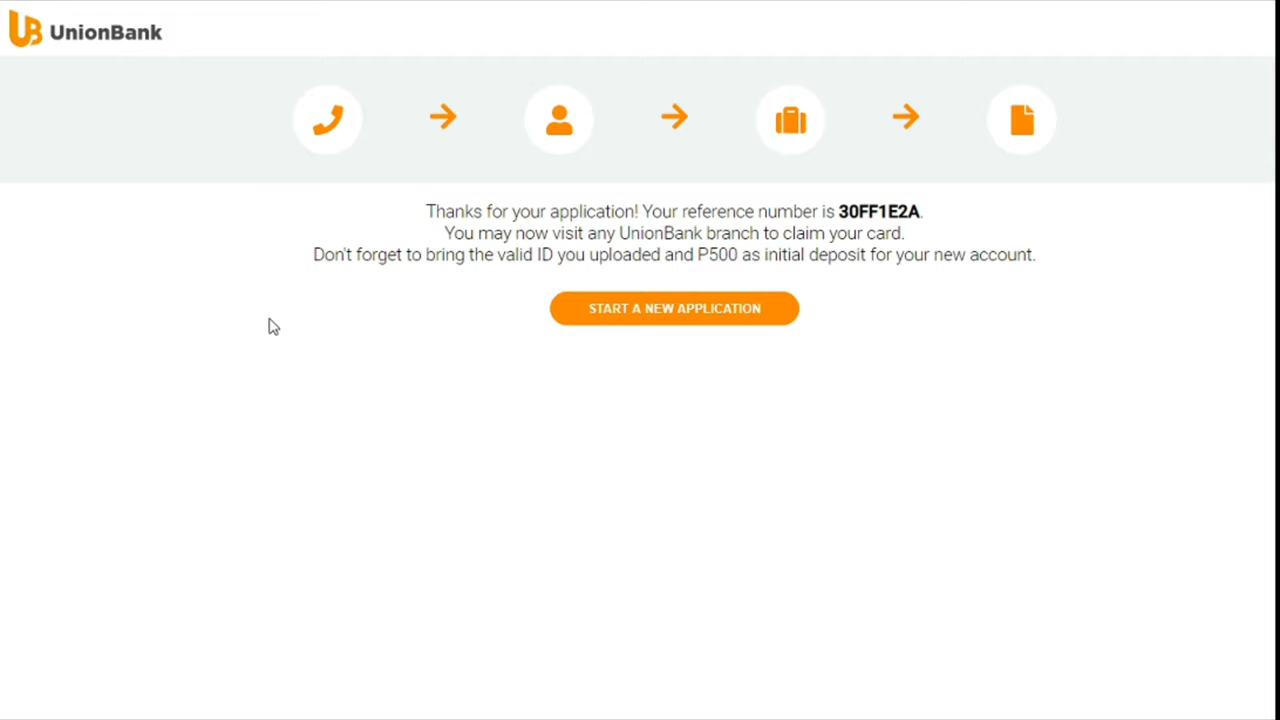 UB UnionBank
Thanks for your application! Your reference number is 30FF1E2A.
You may now visit any UnionBank branch to claim your card.
Don't forget to bring the valid ID you uploaded and P500 as initial deposit for your new account.
START A NEW APPLICATION